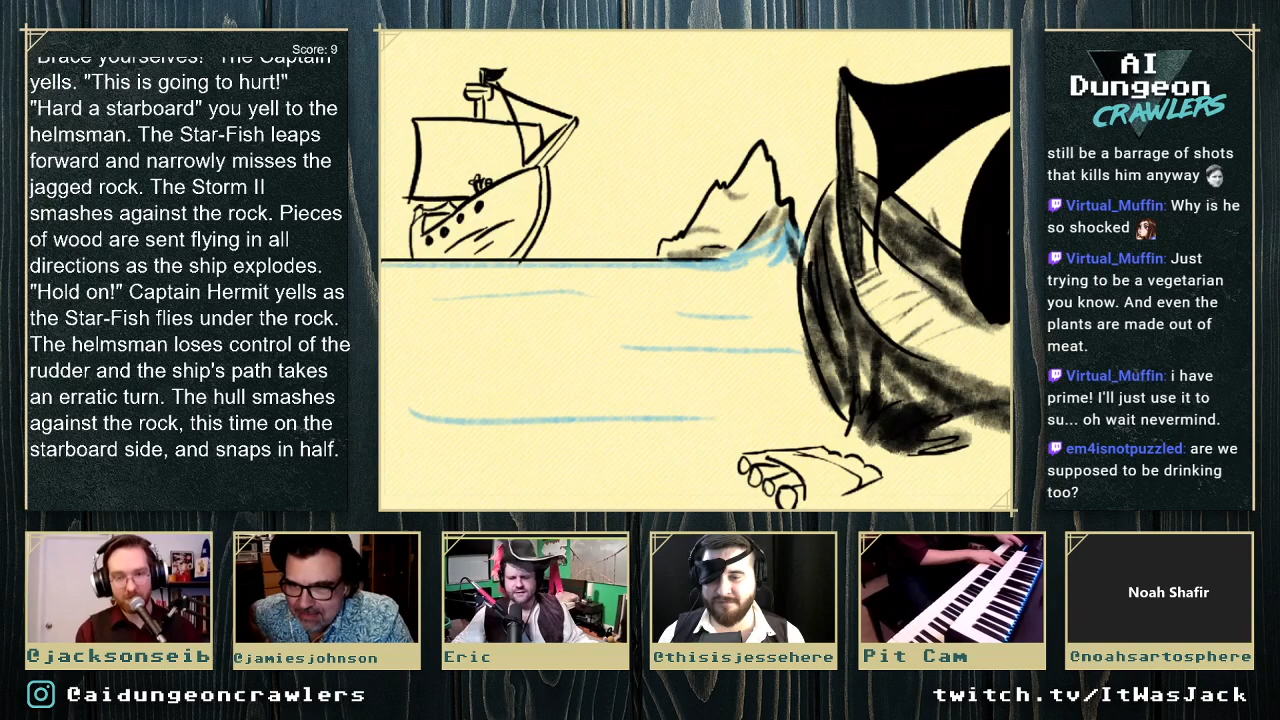 Score: 9
"Brace yourselves!" The Captain
yells. "This is going to hurt!"
"Hard a starboard" you yell to the
helmsman. The Star-Fish leaps
forward and narrowly misses the
jagged rock. The Storm II
smashes against the rock. Pieces
of wood are sent flying in all
directions as the ship explodes.
"Hold on!" Captain Hermit yells as
the Star-Fish flies under the rock.
The helmsman loses control of the
rudder and the ship's path takes
an erratic turn. The hull smashes
against the rock, this time on the
starboard side, and snaps in half.
AI
Dungeon
CRAWLERS
still be a barrage of shots
that kills him anyway
Virtual_Muffin: Why is he
so shocked
Virtual_Muffin: Just
trying to be a vegetarian
you know. And even the
plants are made out of
meat.
Virtual_Muffin: i have
prime! I'll just use it to
su... oh wait nevermind.
em4isnotpuzzled: are we
supposed to be drinking
too?
Noah Shafir
@jacksonseib
@jamiesjohnson
Eric
@thisisjessehere
Pit Cam
@noahsartosphere
@aidungeoncrawlers
twitch.tv/ItWasJack